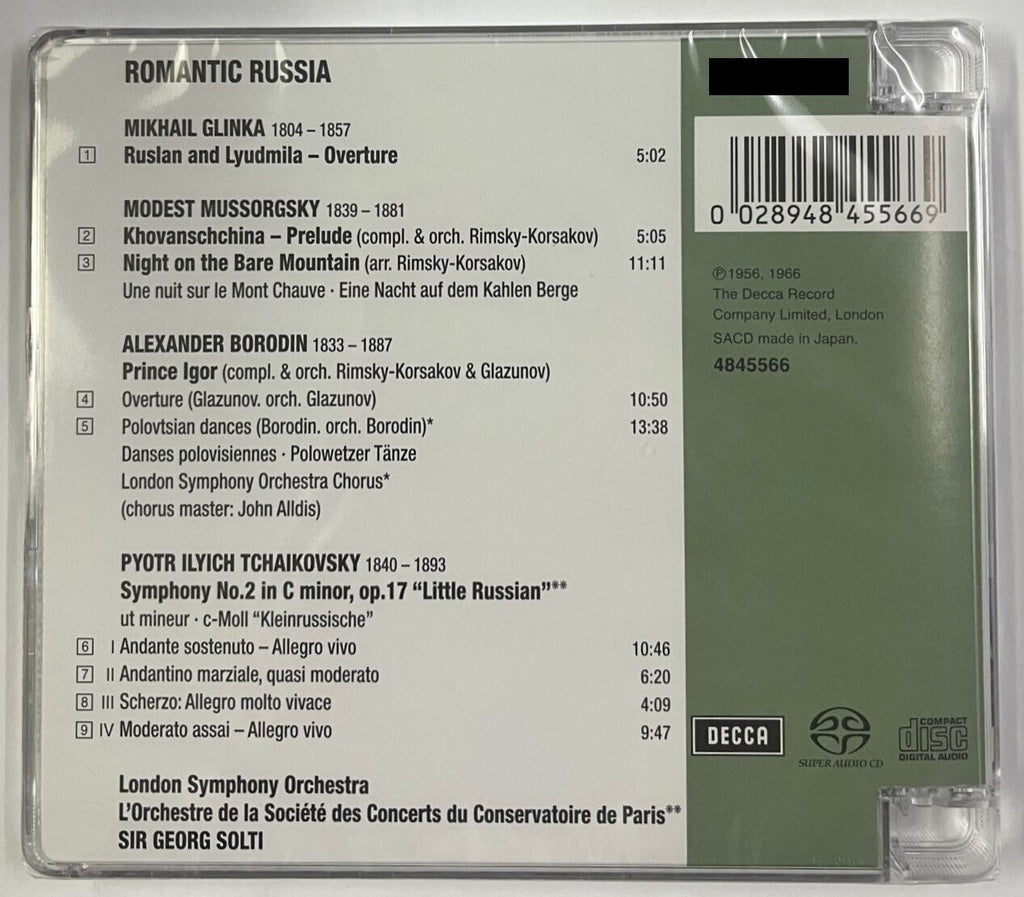 ROMANTIC RUSSIA
MIKHAIL GLINKA 1804 – 1857
1 Ruslan and Lyudmila – Overture 5:02
MODEST MUSSORGSKY 1839 – 1881
2 Khovanschchina – Prelude (compl. & orch. Rimsky-Korsakov) 5:05
3 Night on the Bare Mountain (arr. Rimsky-Korsakov) 11:11
Une nuit sur le Mont Chauve · Eine Nacht auf dem Kahlen Berge
ALEXANDER BORODIN 1833 – 1887
Prince Igor (compl. & orch. Rimsky-Korsakov & Glazunov)
4 Overture (Glazunov. orch. Glazunov) 10:50
5 Polovtsian dances (Borodin. orch. Borodin)* 13:38
Danses polovisiennes · Polowetzer Tänze
London Symphony Orchestra Chorus*
(chorus master: John Alldis)
PYOTR ILYICH TCHAIKOVSKY 1840 – 1893
Symphony No.2 in C minor, op.17 “Little Russian”**
ut mineur · c-Moll “Kleinrussische”
6 I Andante sostenuto – Allegro vivo 10:46
7 II Andantino marziale, quasi moderato 6:20
8 III Scherzo: Allegro molto vivace 4:09
9 IV Moderato assai – Allegro vivo 9:47
London Symphony Orchestra
L’Orchestre de la Société des Concerts du Conservatoire de Paris**
SIR GEORG SOLTI
0 028948 455669
℗ 1956, 1966
The Decca Record
Company Limited, London
SACD made in Japan.
4845566
DECCA
SUPER AUDIO CD
COMPACT
disc
DIGITAL AUDIO